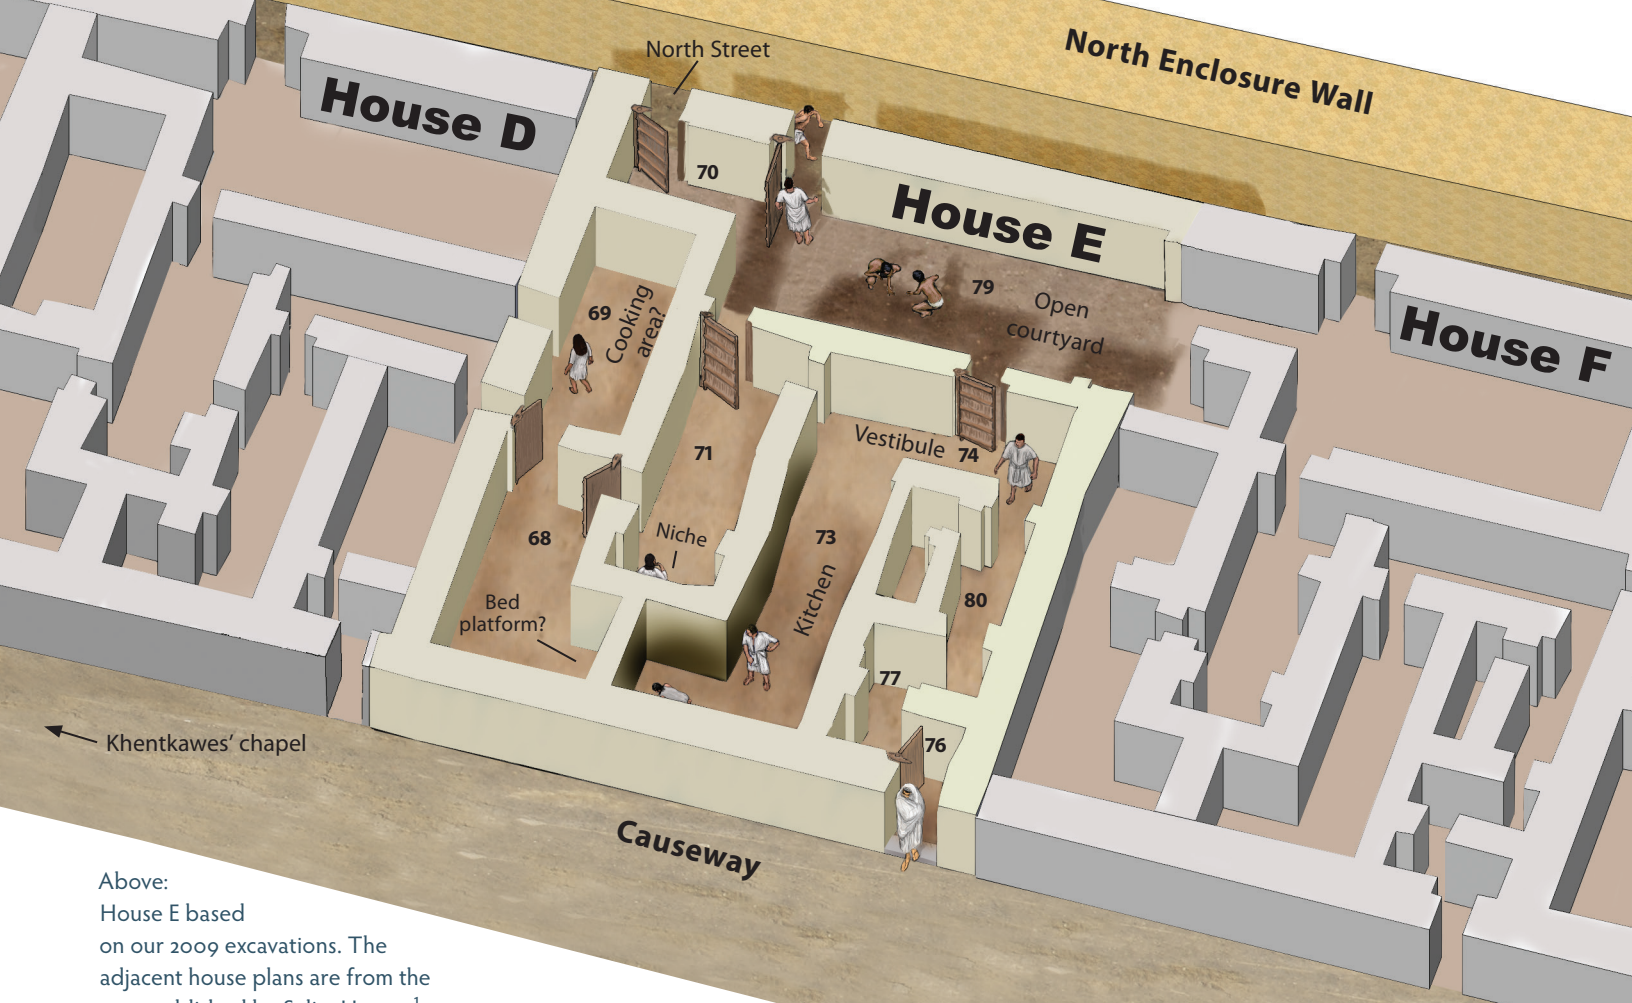 North Street
North Enclosure Wall
House D
70
House E
79
Open
courtyard
House F
69
Cooking
area?
71
Vestibule
74
68
Niche
73
Kitchen
80
Bed
platform?
77
76
Khentkawes’ chapel
Causeway
Above:
House E based
on our 2009 excavations. The
adjacent house plans are from the